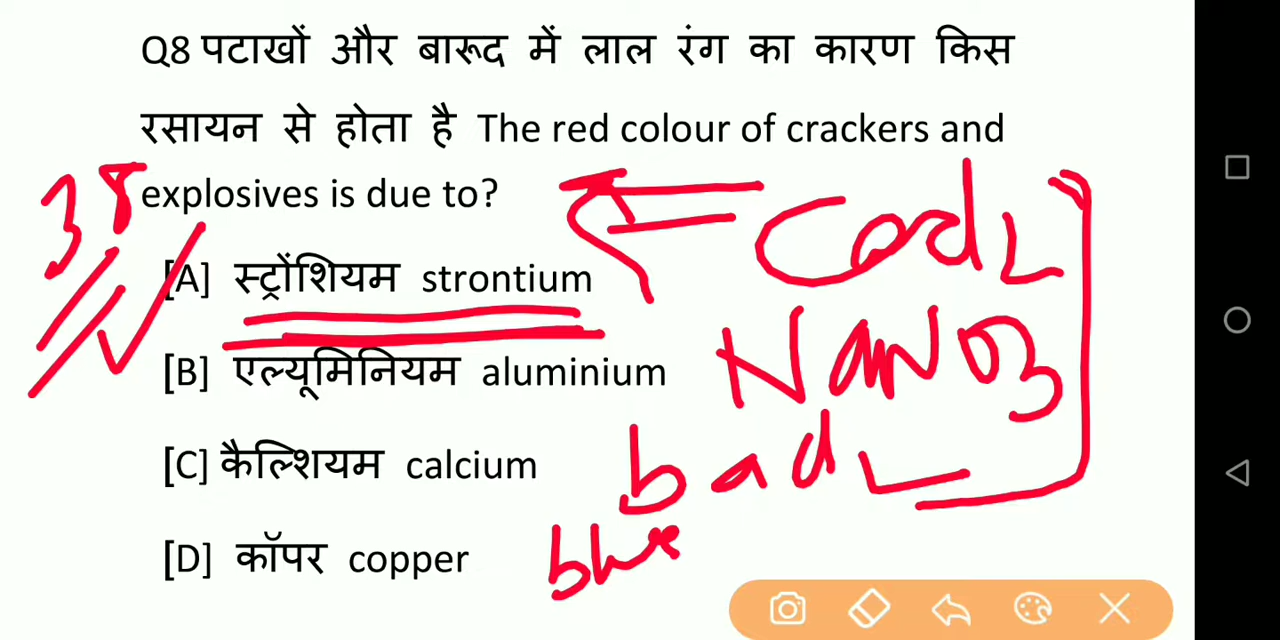 Q8 पटाखों और बारूद में लाल रंग का कारण किस
रसायन से होता है The red colour of crackers and
explosives is due to?
38
[A] स्ट्रोंशियम strontium
[B] एल्यूमिनियम aluminium
NaNO3
[C] कैल्शियम calcium
[D] कॉपर copper